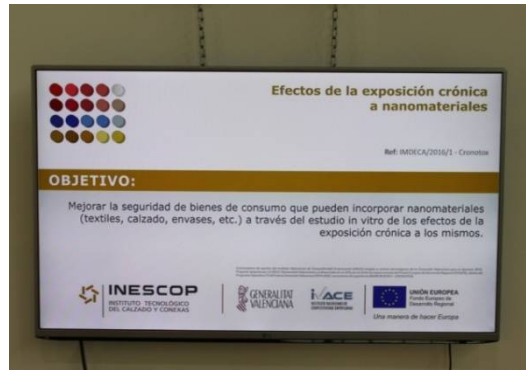 Efectos de la exposición crónica
a nanomateriales
Ref: IMDECA/2016/1 - Cronotox
OBJETIVO:
Mejorar la seguridad de bienes de consumo que pueden incorporar nanomateriales
(textiles, calzado, envases, etc.) a través del estudio in vitro de los efectos de la
exposición crónica a los mismos.
INESCOP
INSTITUTO TECNOLÓGICO
DEL CALZADO Y CONEXAS
GENERALITAT
VALENCIANA
iVACE
UNIÓN EUROPEA
Fondo Europeo de
Desarrollo Regional
Una manera de hacer Europa